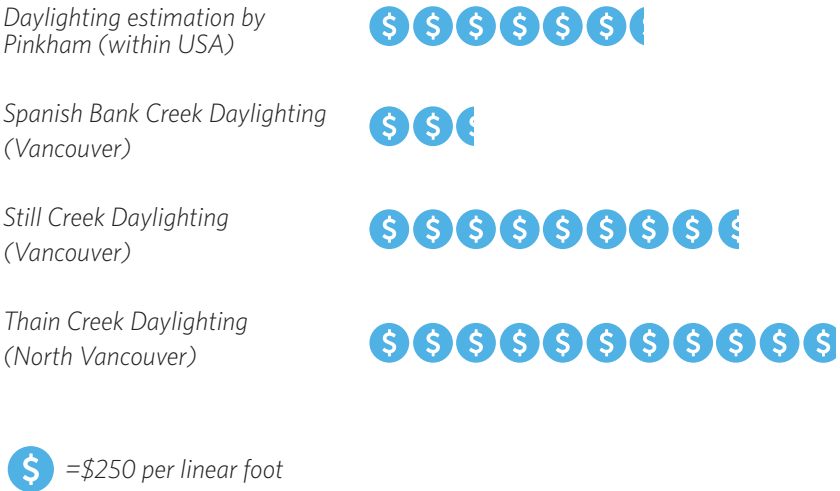 Daylighting estimation by
Pinkham (within USA)
Spanish Bank Creek Daylighting
(Vancouver)
Still Creek Daylighting
(Vancouver)
Thain Creek Daylighting
(North Vancouver)
$ $ $ $ $ $ $
$ $ $
$ $ $ $ $ $ $ $ $
$ $ $ $ $ $ $ $ $ $ $
$ =$250 per linear foot